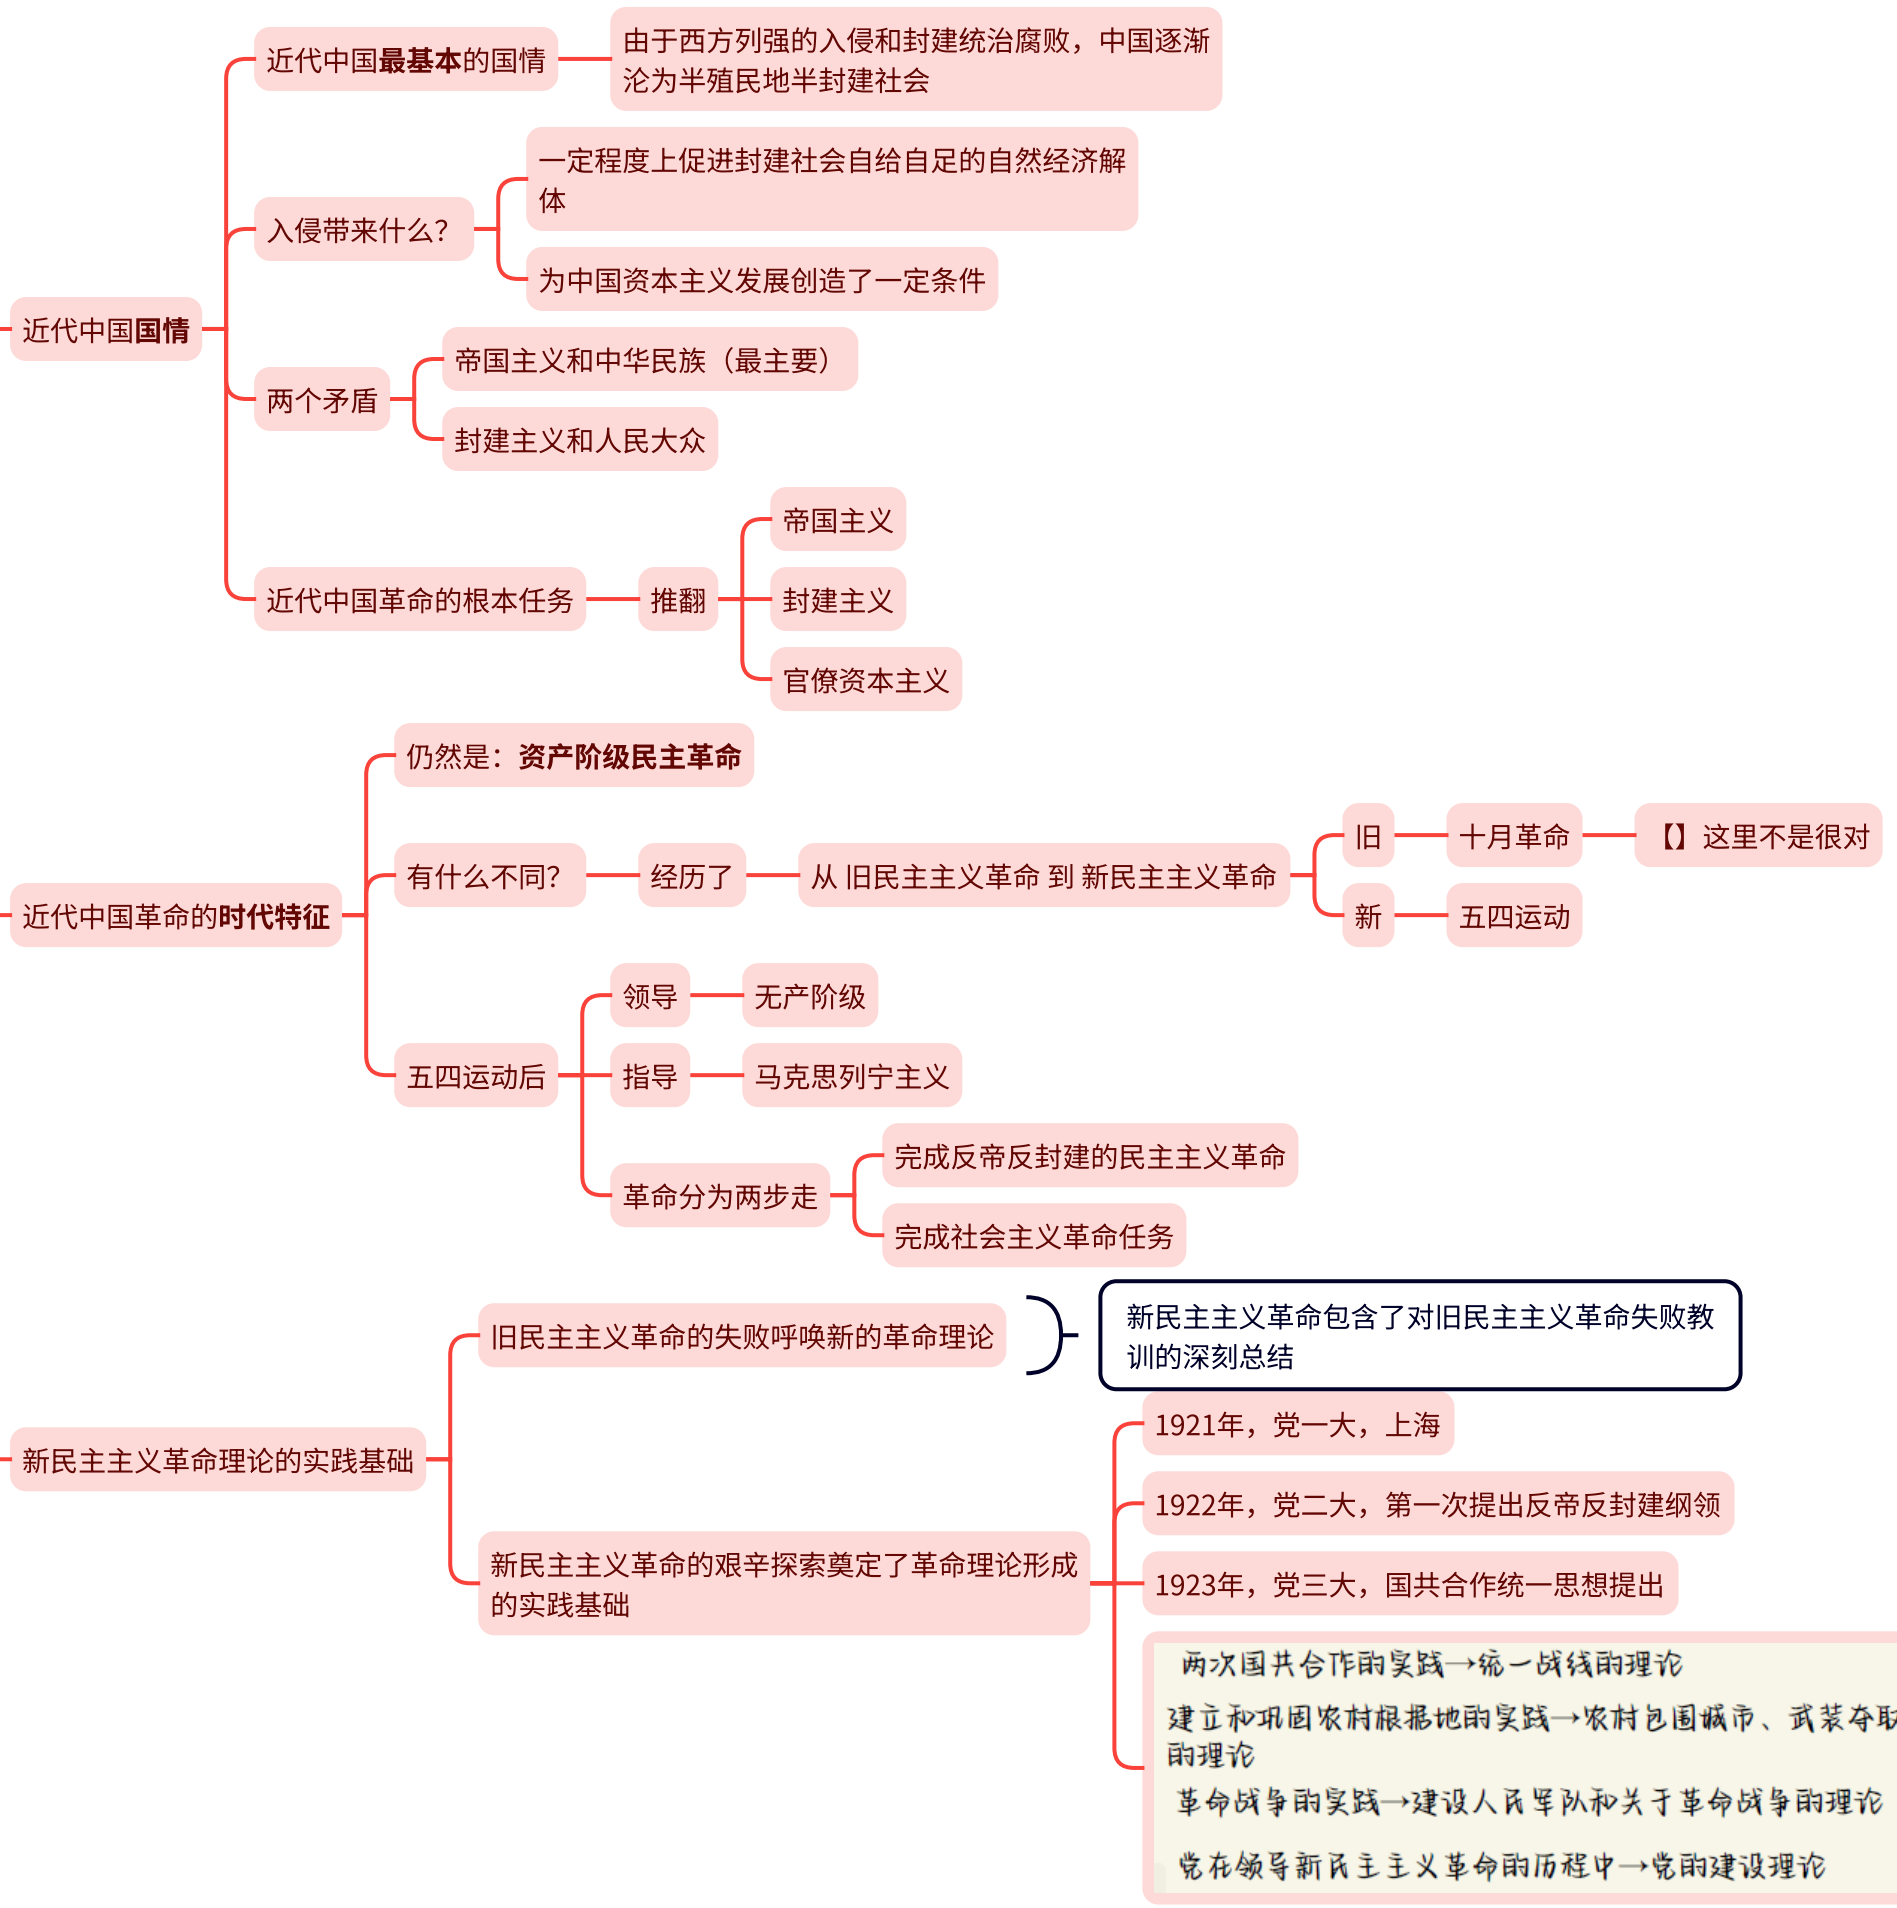 近代中国国情
近代中国最基本的国情
由于西方列强的入侵和封建统治腐败，中国逐渐
沦为半殖民地半封建社会
入侵带来什么？
一定程度上促进封建社会自给自足的自然经济解
体
为中国资本主义发展创造了一定条件
两个矛盾
帝国主义和中华民族（最主要）
封建主义和人民大众
近代中国革命的根本任务
推翻
帝国主义
封建主义
官僚资本主义
近代中国革命的时代特征
仍然是：资产阶级民主革命
有什么不同？
经历了
从 旧民主主义革命 到 新民主主义革命
旧
十月革命
【】这里不是很对
新
五四运动
五四运动后
领导
无产阶级
指导
马克思列宁主义
革命分为两步走
完成反帝反封建的民主主义革命
完成社会主义革命任务
新民主主义革命理论的实践基础
旧民主主义革命的失败呼唤新的革命理论
新民主主义革命包含了对旧民主主义革命失败教
训的深刻总结
新民主主义革命的艰辛探索奠定了革命理论形成
的实践基础
1921年，党一大，上海
1922年，党二大，第一次提出反帝反封建纲领
1923年，党三大，国共合作统一思想提出
两次国共合作的实践→统一战线的理论
建立和巩固农村根据地的实践→农村包围城市、武装夺取
的理论
革命战争的实践→建设人民军队和关于革命战争的理论
党在领导新民主主义革命的历程中→党的建设理论